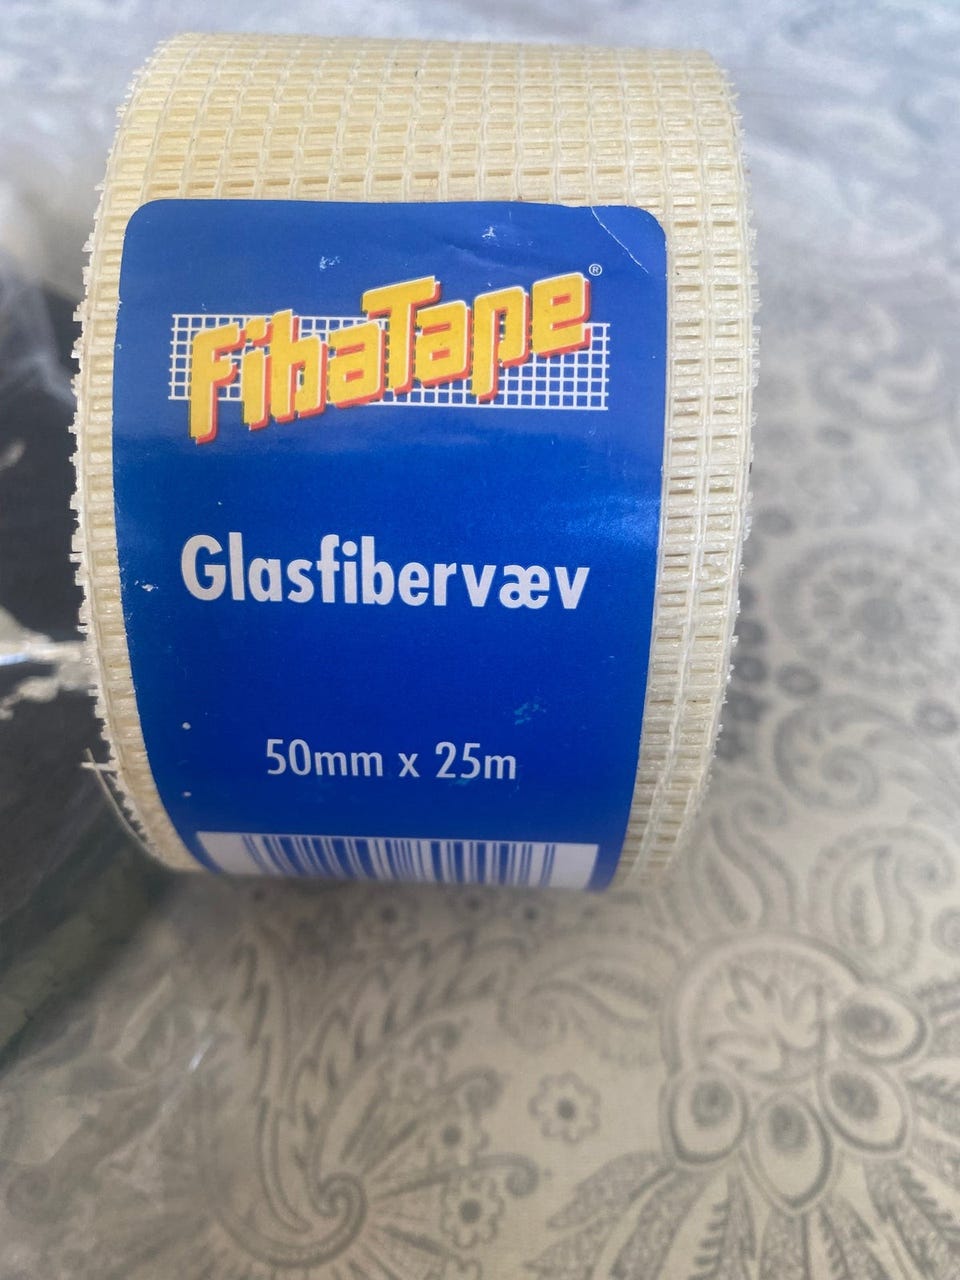 FibaTape®
Glasfibervæv
50mm x 25m